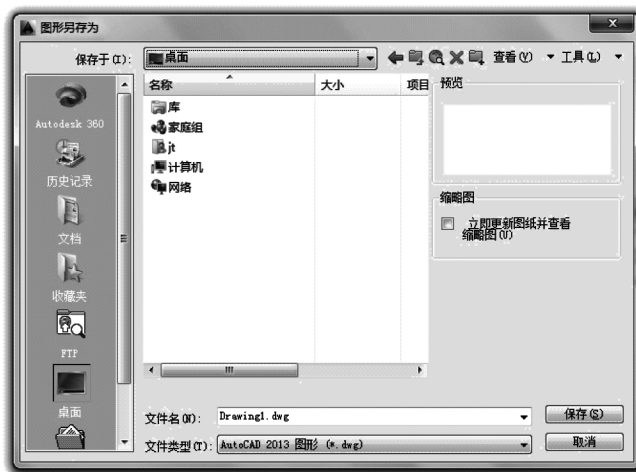 图形另存为
保存于(I):
桌面
查看(V)
工具(L)
Autodesk 360
历史记录
文档
收藏夹
FTP
桌面
名称
大小
项目
库
家庭组
jt
计算机
网络
预览
缩略图
立即更新图纸并查看
缩略图(U)
文件名(N):
Drawing1.dwg
保存(S)
文件类型(T):
AutoCAD 2013 图形 (*.dwg)
取消